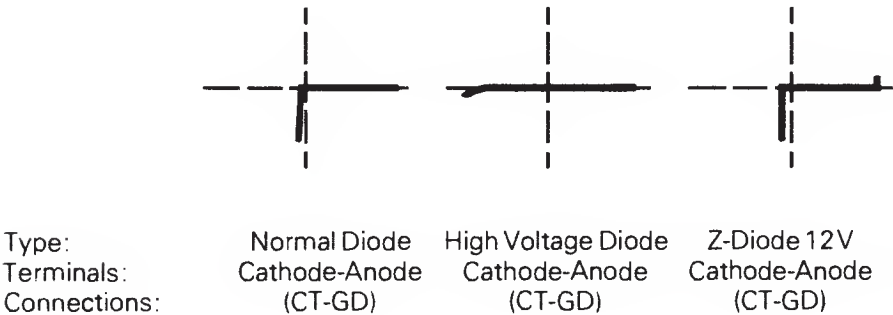 Type: Normal Diode High Voltage Diode Z-Diode 12V
Terminals: Cathode-Anode Cathode-Anode Cathode-Anode
Connections: (CT-GD) (CT-GD) (CT-GD)